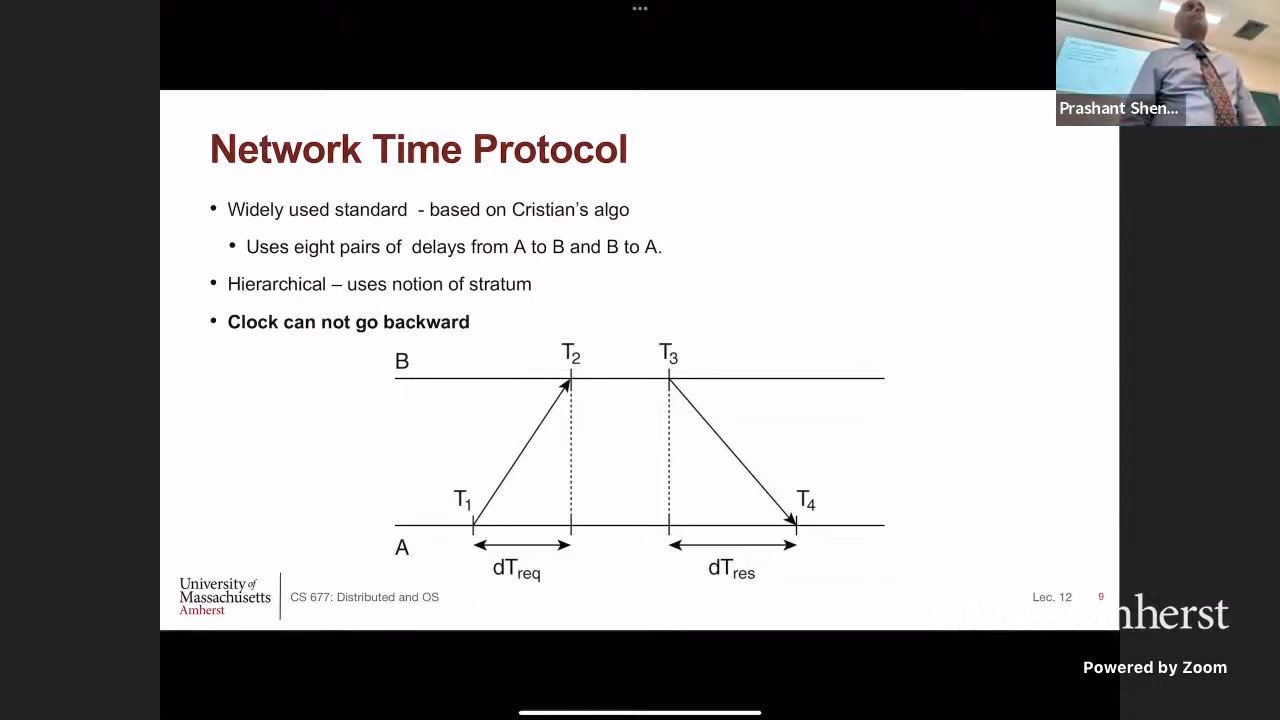 Prashant Shen...
Network Time Protocol
• Widely used standard - based on Cristian's algo
• Uses eight pairs of delays from A to B and B to A.
• Hierarchical – uses notion of stratum
• Clock can not go backward
B
T2
T3
T1
T4
A
dTreq
dTres
University of
Massachusetts
Amherst
CS 677: Distributed and OS
Lec. 12
9
UMassAmherst
Powered by Zoom